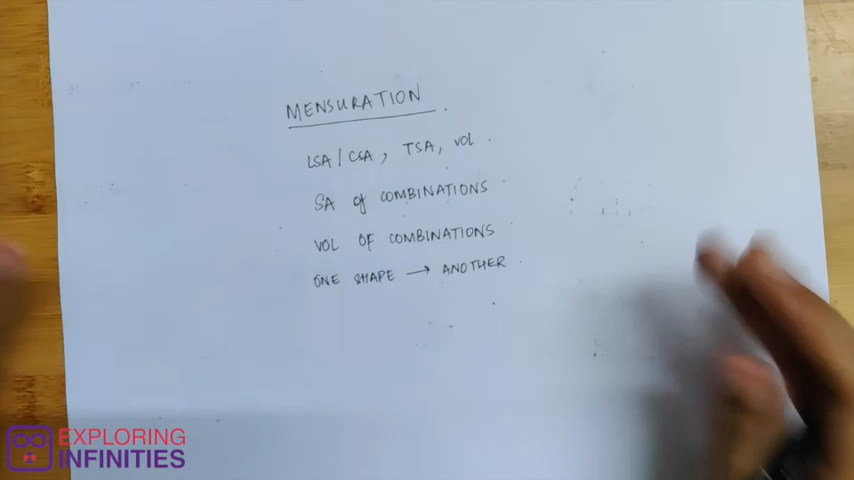 MENSURATION
LSA / CSA , TSA, VOL
SA of COMBINATIONS
VOL OF COMBINATIONS
ONE SHAPE → ANOTHER
EXPLORING
INFINITIES